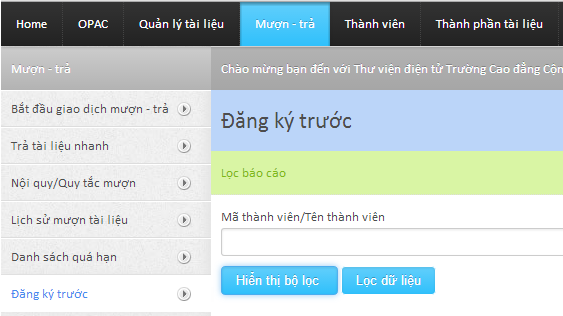 Home OPAC Quản lý tài liệu Mượn - trả Thành viên Thành phần tài liệu
Mượn - trả
Chào mừng bạn đến với Thư viện điện tử Trường Cao đẳng Côn
Bắt đầu giao dịch mượn - trả
Trả tài liệu nhanh
Nội quy/Quy tắc mượn
Lịch sử mượn tài liệu
Danh sách quá hạn
Đăng ký trước
Đăng ký trước
Lọc báo cáo
Mã thành viên/Tên thành viên
Hiển thị bộ lọc Lọc dữ liệu